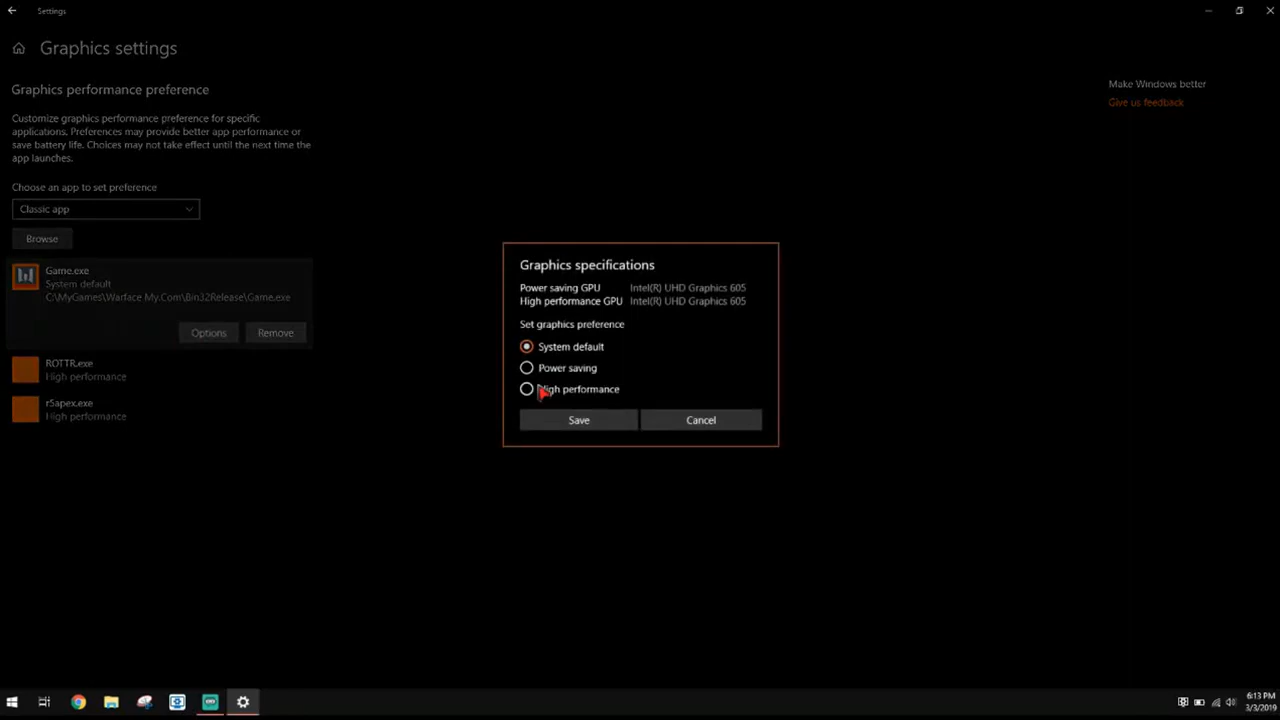 Settings
Graphics settings
Graphics performance preference
Customize graphics performance preference for specific
applications. Preferences may provide better app performance or
save battery life. Choices may not take effect until the next time the
app launches.
Choose an app to set preference
Classic app
Browse
Game.exe
System default
C:\MyGames\Warface My.Com\Bin32Release\Game.exe
Options
Remove
ROTTR.exe
High performance
r5apex.exe
High performance
Make Windows better
Give us feedback
Graphics specifications
Power saving GPU Intel(R) UHD Graphics 605
High performance GPU Intel(R) UHD Graphics 605
Set graphics preference
System default
Power saving
High performance
Save
Cancel
6:13 PM
3/3/2019